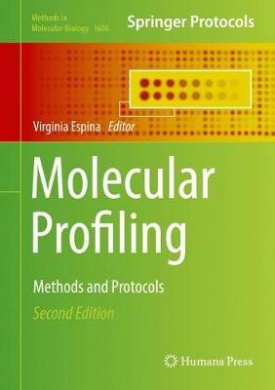 Methods in
Molecular Biology 1606
Springer Protocols
Virginia Espina Editor
Molecular
Profiling
Methods and Protocols
Second Edition
Humana Press